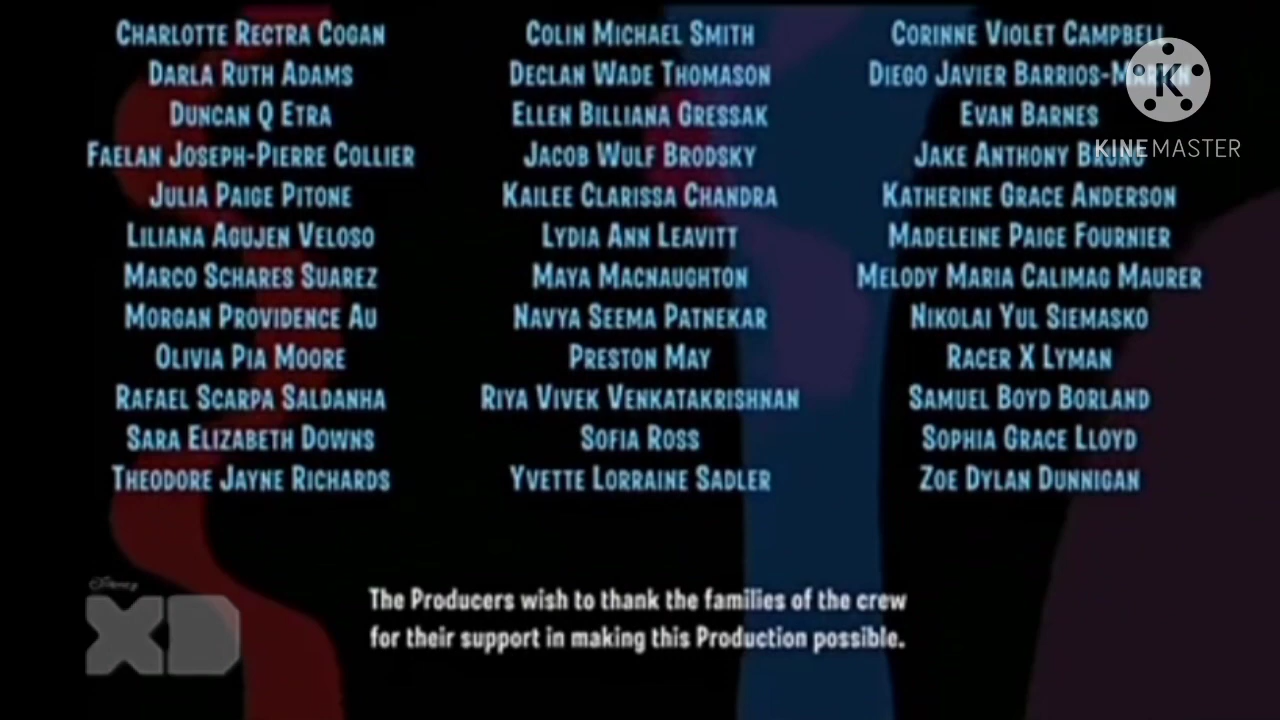 Charlotte Rectra Cogan Colin Michael Smith Corinne Violet Campbell
Darla Ruth Adams Declan Wade Thomason Diego Javier
Duncan Q Etra Ellen Billiana Gressak Evan Barnes
Faelan Joseph-Pierre Collier Jacob Wulf Brodsky Jake Anthony
Julia Paige Pitone Kailee Clarissa Chandra Katherine Grace Anderson
Liliana Agujen Veloso Lydia Ann Leavitt Madeleine Paige Fournier
Marco Schares Suarez Maya Macnaughton Melody Maria Calimag Maurer
Morgan Providence Au Navya Seema Patnekar Nikolai Yul Siemasko
Olivia Pia Moore Preston May Racer X Lyman
Rafael Scarpa Saldanha Riya Vivek Venkatakrishnan Samuel Boyd Borland
Sara Elizabeth Downs Sofia Ross Sophia Grace Lloyd
Theodore Jayne Richards Yvette Lorraine Sadler Zoe Dylan Dunnigan
K
KINEMASTER
The Producers wish to thank the families of the crew
for their support in making this Production possible.
Disney
XD